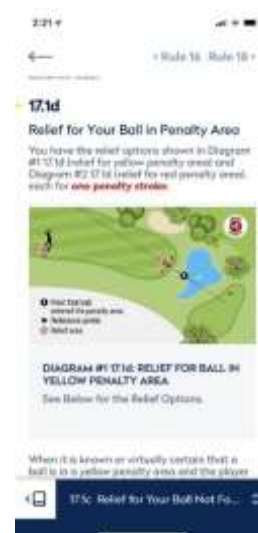 2:21
< Rule 16 Rule 18 >
17.1d
Relief for Your Ball in Penalty Area
You have the relief options shown in Diagram
#1 17.1d (relief for yellow penalty area) and
Diagram #2 17.1d (relief for red penalty area),
each for one penalty stroke:
Reference points
Relief area
DIAGRAM #1 17.1d: RELIEF FOR BALL IN
YELLOW PENALTY AREA
See Below for the Relief Options.
When it is known or virtually certain that a
ball is in a yellow penalty area and the player
17.1c Relief for Your Ball Not Fo...